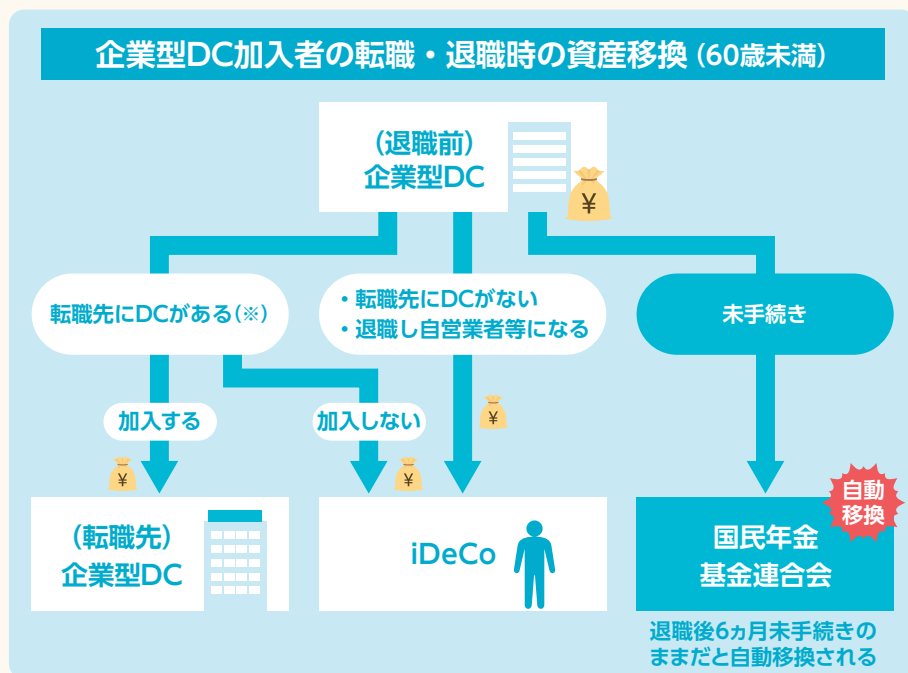 企業型DC加入者の転職・退職時の資産移換（60歳未満）
（退職前）
企業型DC
¥
転職先にDCがある（※）
・転職先にDCがない
・退職し自営業者等になる
未手続き
加入する
加入しない
¥
¥
¥
（転職先）
企業型DC
iDeCo
自動
移換
国民年金
基金連合会
退職後6ヵ月未手続きの
ままだと自動移換される